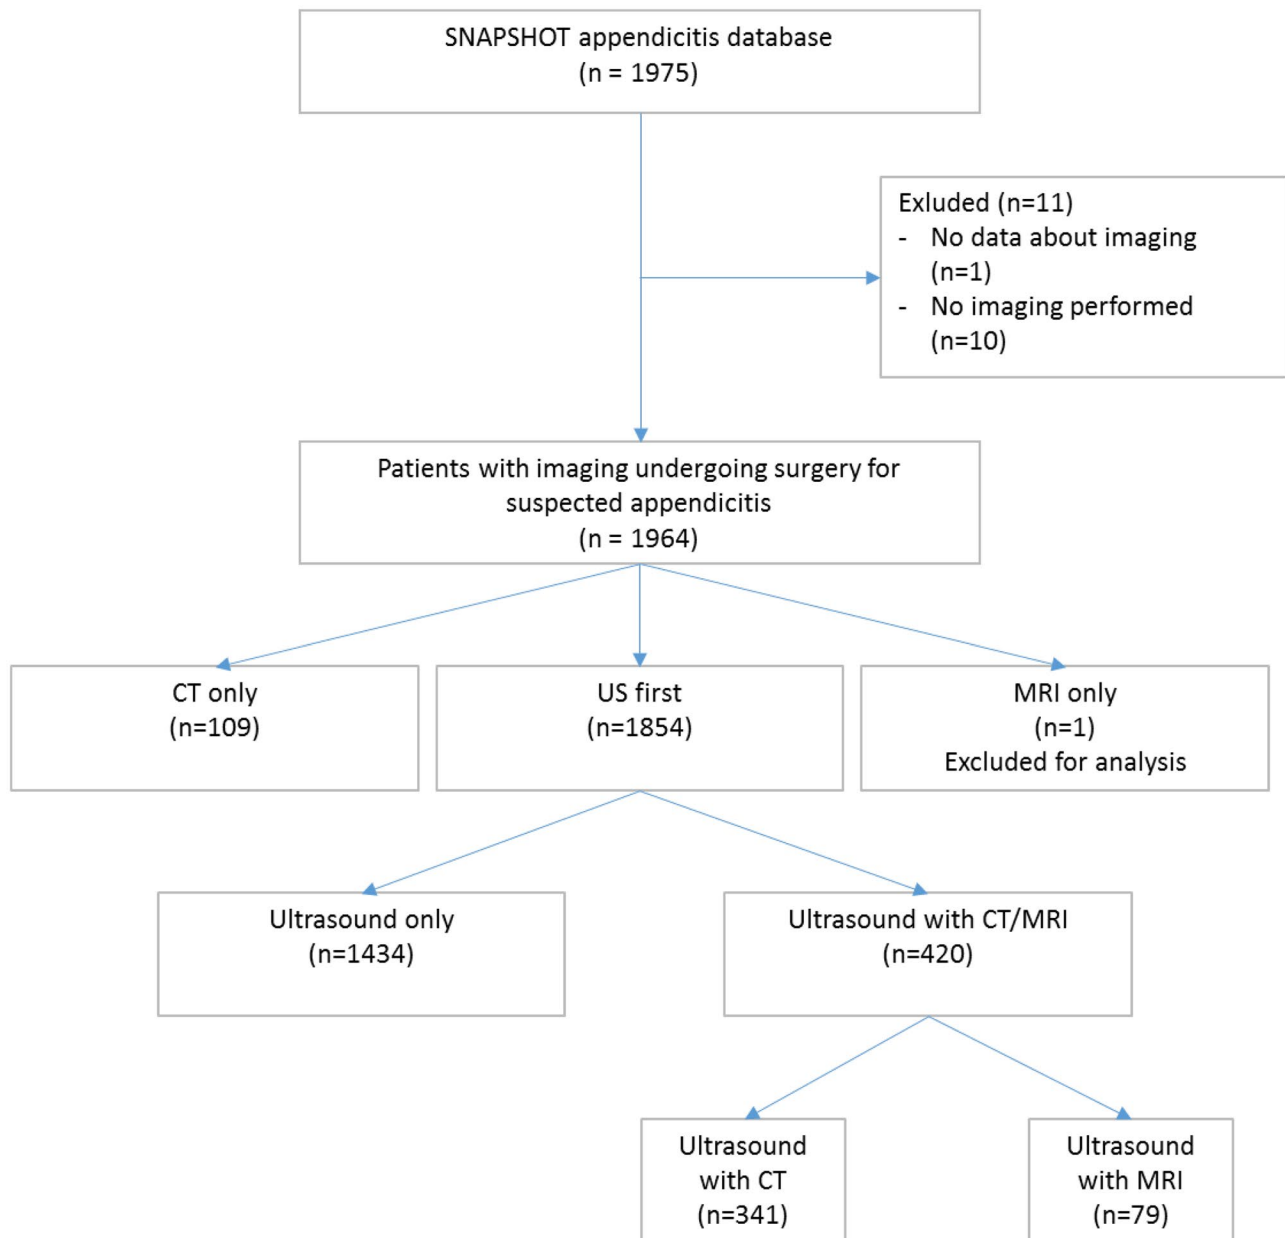 SNAPSHOT appendicitis database
(n = 1975)
Exluded (n=11)
- No data about imaging
(n=1)
- No imaging performed
(n=10)
Patients with imaging undergoing surgery for
suspected appendicitis
(n = 1964)
CT only
(n=109)
US first
(n=1854)
MRI only
(n=1)
Excluded for analysis
Ultrasound only
(n=1434)
Ultrasound with CT/MRI
(n=420)
Ultrasound
with CT
(n=341)
Ultrasound
with MRI
(n=79)